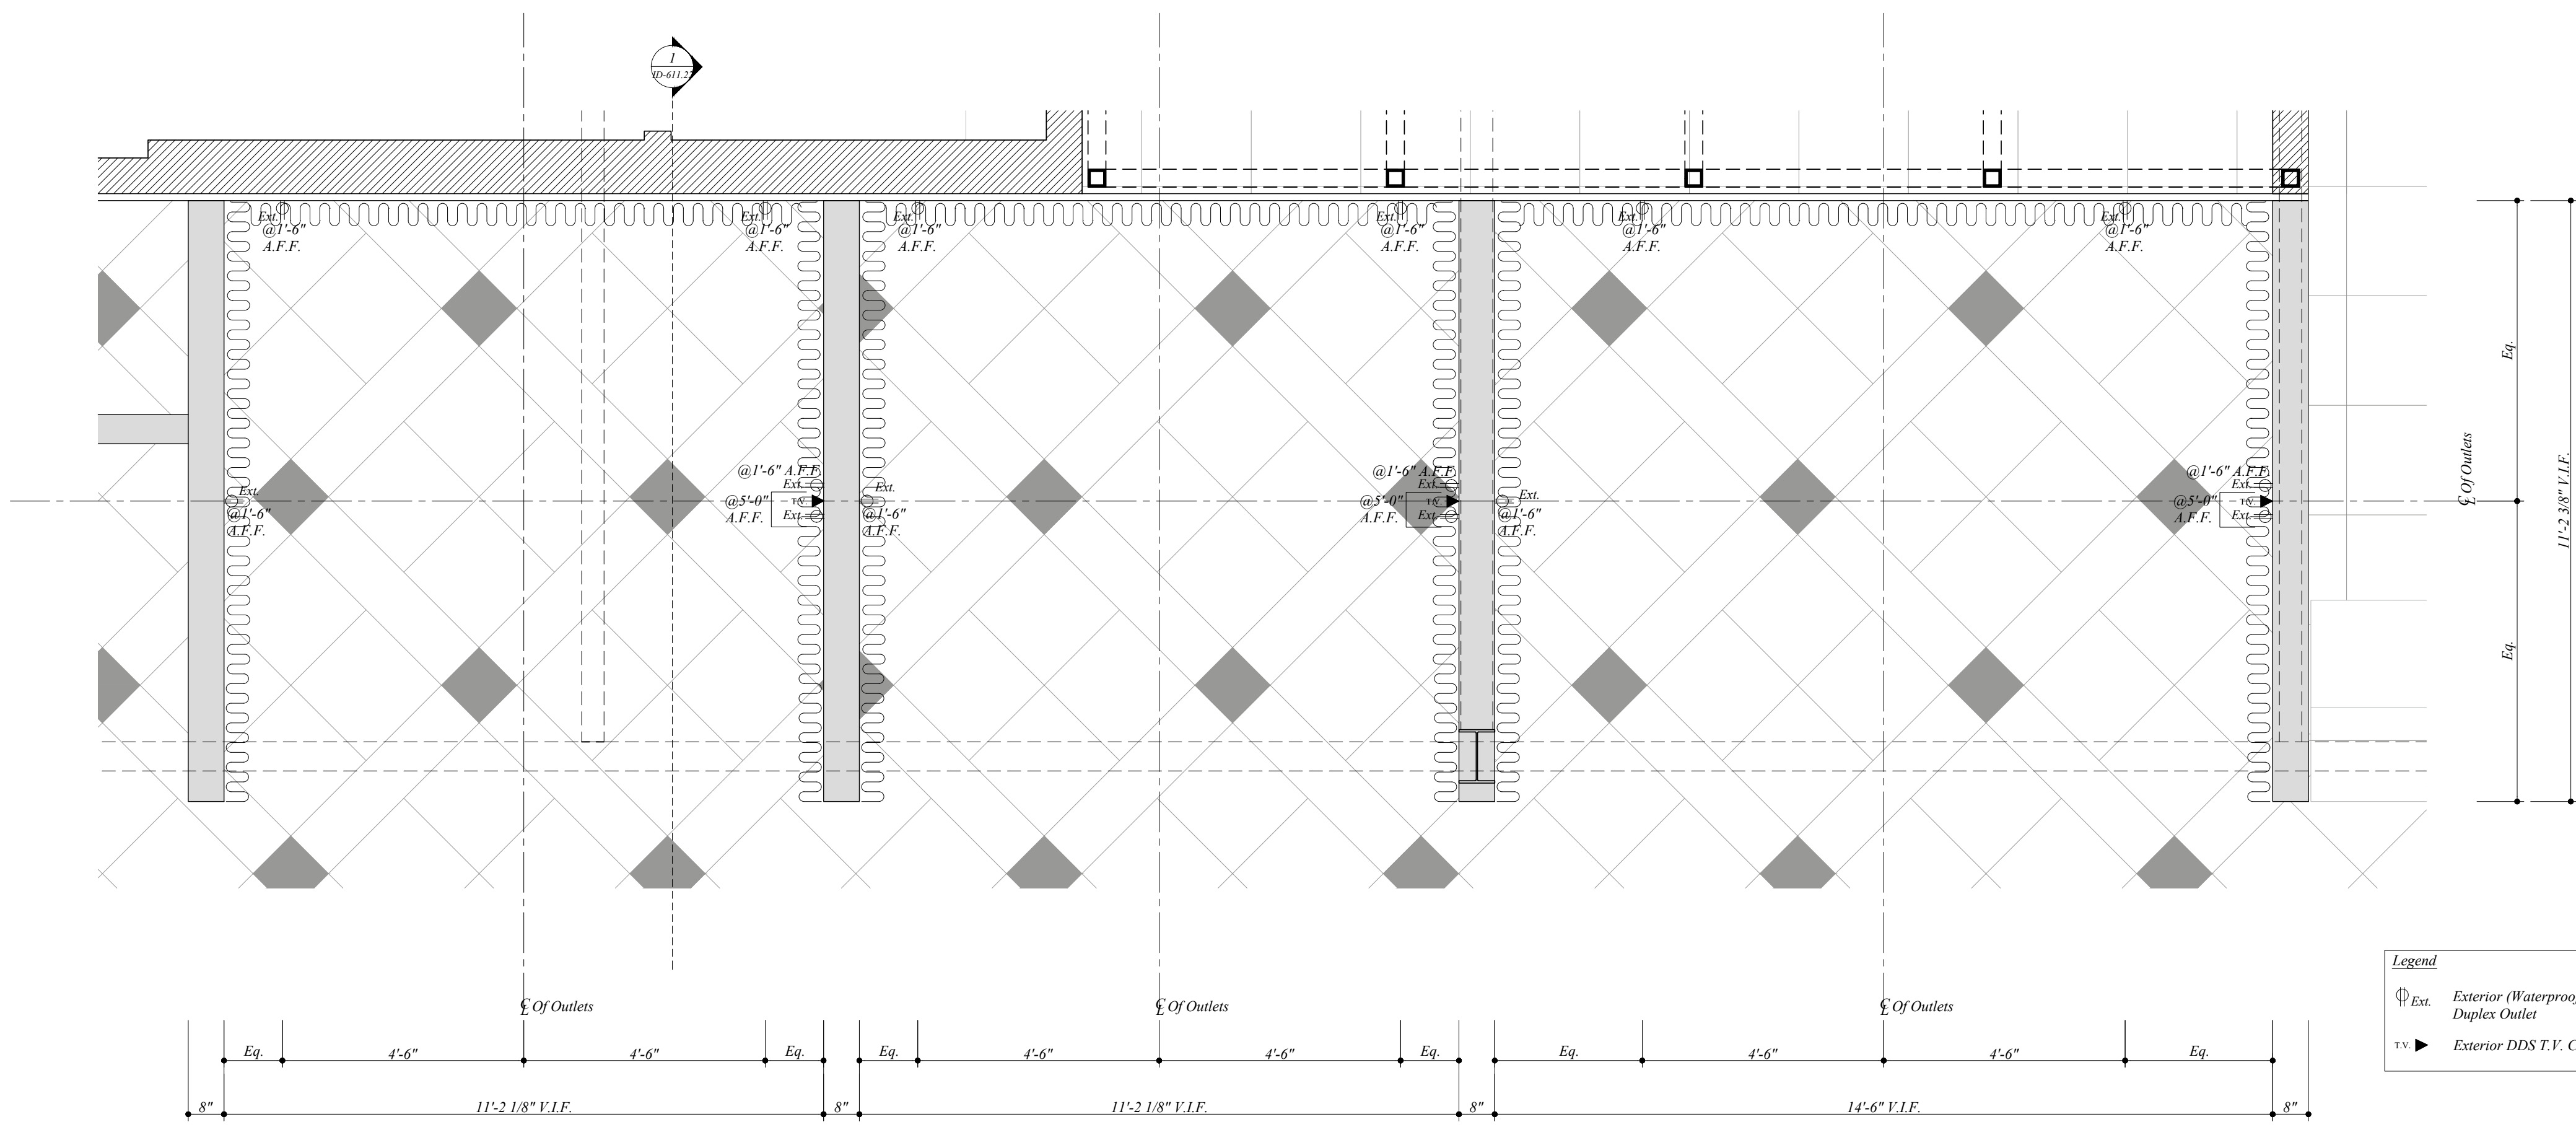 1
ID-611.2
Ext. Ext. Ext. Ext. Ext. Ext.
@1'-6" @1'-6" @1'-6" @1'-6" @1'-6" @1'-6"
A.F.F. A.F.F. A.F.F. A.F.F. A.F.F. A.F.F.
Eq.
℄ Of Outlets
11'-2 3/8" V.I.F.
Eq.
@1'-6" A.F.F. @1'-6" A.F.F. @1'-6" A.F.F.
Ext. Ext. Ext.
Ext. @5'-0" T.V. Ext. @5'-0" T.V. Ext. @5'-0" T.V.
@1'-6" A.F.F. Ext. @1'-6" A.F.F. Ext. @1'-6" A.F.F. Ext.
A.F.F. A.F.F. A.F.F.
Legend
Ext. Exterior
Duplex Outlet
T.V. Exterior DDS T.V.
℄ Of Outlets ℄ Of Outlets ℄ Of Outlets
Eq. 4'-6" 4'-6" Eq. Eq. 4'-6" 4'-6" Eq. Eq. 4'-6" 4'-6" Eq.
8" 11'-2 1/8" V.I.F. 8" 11'-2 1/8" V.I.F. 8" 14'-6" V.I.F. 8"